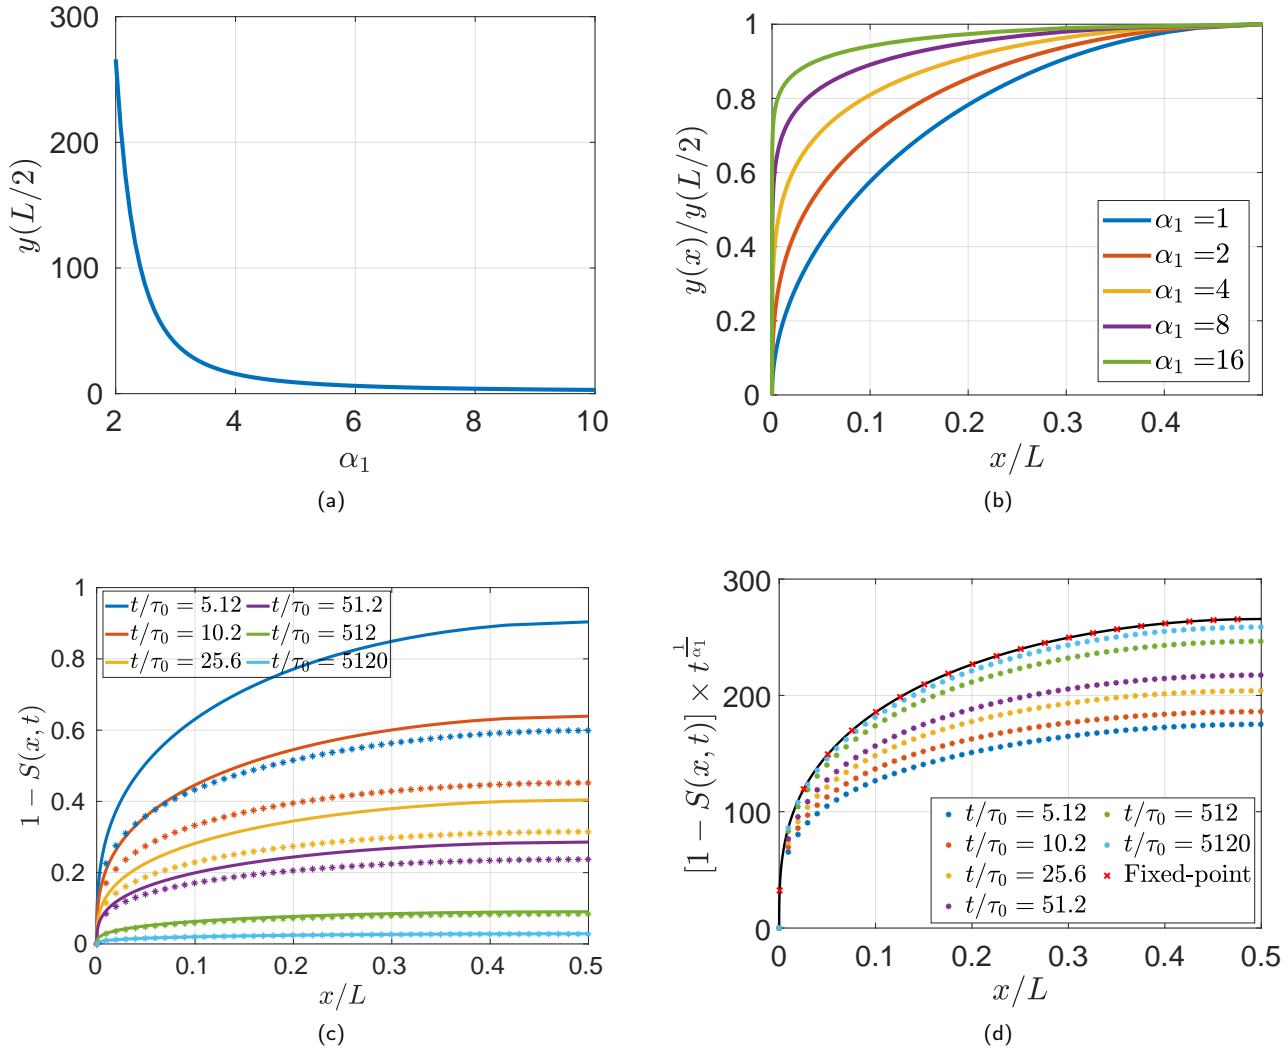 300
200
100
0
y(L/2)
2 4 6 8 10
α₁
(a)
1
0.8
0.6
0.4
0.2
0
y(x)/y(L/2)
α₁ =1
α₁ =2
α₁ =4
α₁ =8
α₁ =16
0 0.1 0.2 0.3 0.4
x/L
(b)
1
0.8
0.6
0.4
0.2
0
1 − S(x, t)
t/τ₀ = 5.12 t/τ₀ = 51.2
t/τ₀ = 10.2 t/τ₀ = 512
t/τ₀ = 25.6 t/τ₀ = 5120
0 0.1 0.2 0.3 0.4 0.5
x/L
(c)
300
200
100
0
[1 − S(x, t)] × t^{1/α₁}
t/τ₀ = 5.12 t/τ₀ = 512
t/τ₀ = 10.2 t/τ₀ = 5120
t/τ₀ = 25.6 Fixed-point
t/τ₀ = 51.2
0 0.1 0.2 0.3 0.4 0.5
x/L
(d)